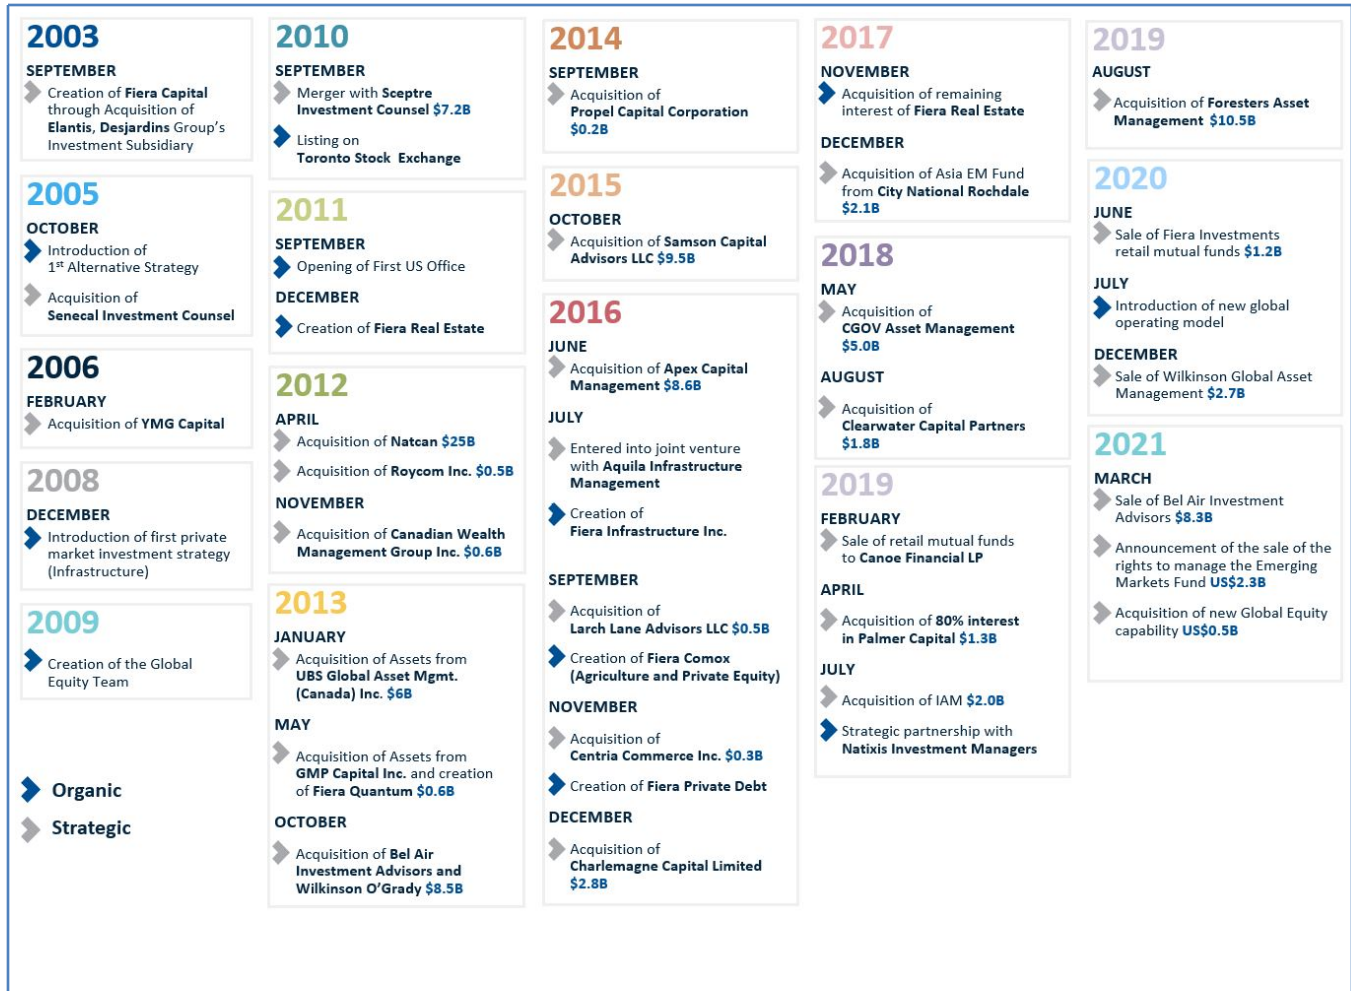 2003
SEPTEMBER
Creation of Fiera Capital
through Acquisition of
Elantis, Desjardins Group's
Investment Subsidiary
2005
OCTOBER
Introduction of
1st Alternative Strategy
Acquisition of
Senecal Investment Counsel
2006
FEBRUARY
Acquisition of YMG Capital
2008
DECEMBER
Introduction of first private
market investment strategy
(Infrastructure)
2009
Creation of the Global
Equity Team
Organic
Strategic
2010
SEPTEMBER
Merger with Sceptre
Investment Counsel $7.2B
Listing on
Toronto Stock Exchange
2011
SEPTEMBER
Opening of First US Office
DECEMBER
Creation of Fiera Real Estate
2012
APRIL
Acquisition of Natcan $25B
Acquisition of Roycom Inc. $0.5B
NOVEMBER
Acquisition of Canadian Wealth
Management Group Inc. $0.6B
2013
JANUARY
Acquisition of Assets from
UBS Global Asset Mgmt.
(Canada) Inc. $6B
MAY
Acquisition of Assets from
GMP Capital Inc. and creation
of Fiera Quantum $0.6B
OCTOBER
Acquisition of Bel Air
Investment Advisors and
Wilkinson O'Grady $8.5B
2014
SEPTEMBER
Acquisition of
Propel Capital Corporation
$0.2B
2015
OCTOBER
Acquisition of Samson Capital
Advisors LLC $9.5B
2016
JUNE
Acquisition of Apex Capital
Management $8.6B
JULY
Entered into joint venture
with Aquila Infrastructure
Management
Creation of
Fiera Infrastructure Inc.
SEPTEMBER
Acquisition of
Larch Lane Advisors LLC $0.5B
Creation of Fiera Comox
(Agriculture and Private Equity)
NOVEMBER
Acquisition of
Centria Commerce Inc. $0.3B
Creation of Fiera Private Debt
DECEMBER
Acquisition of
Charlemagne Capital Limited
$2.8B
2017
NOVEMBER
Acquisition of remaining
interest of Fiera Real Estate
DECEMBER
Acquisition of Asia EM Fund
from City National Rochdale
$2.1B
2018
MAY
Acquisition of
CGOV Asset Management
$5.0B
AUGUST
Acquisition of
Clearwater Capital Partners
$1.8B
2019
FEBRUARY
Sale of retail mutual funds
to Canoe Financial LP
APRIL
Acquisition of 80% interest
in Palmer Capital $1.3B
JULY
Acquisition of IAM $2.0B
Strategic partnership with
Natixis Investment Managers
2019
AUGUST
Acquisition of Foresters Asset
Management $10.5B
2020
JUNE
Sale of Fiera Investments
retail mutual funds $1.2B
JULY
Introduction of new global
operating model
DECEMBER
Sale of Wilkinson Global Asset
Management $2.7B
2021
MARCH
Sale of Bel Air Investment
Advisors $8.3B
Announcement of the sale of the
rights to manage the Emerging
Markets Fund US$2.3B
Acquisition of new Global Equity
capability US$0.5B